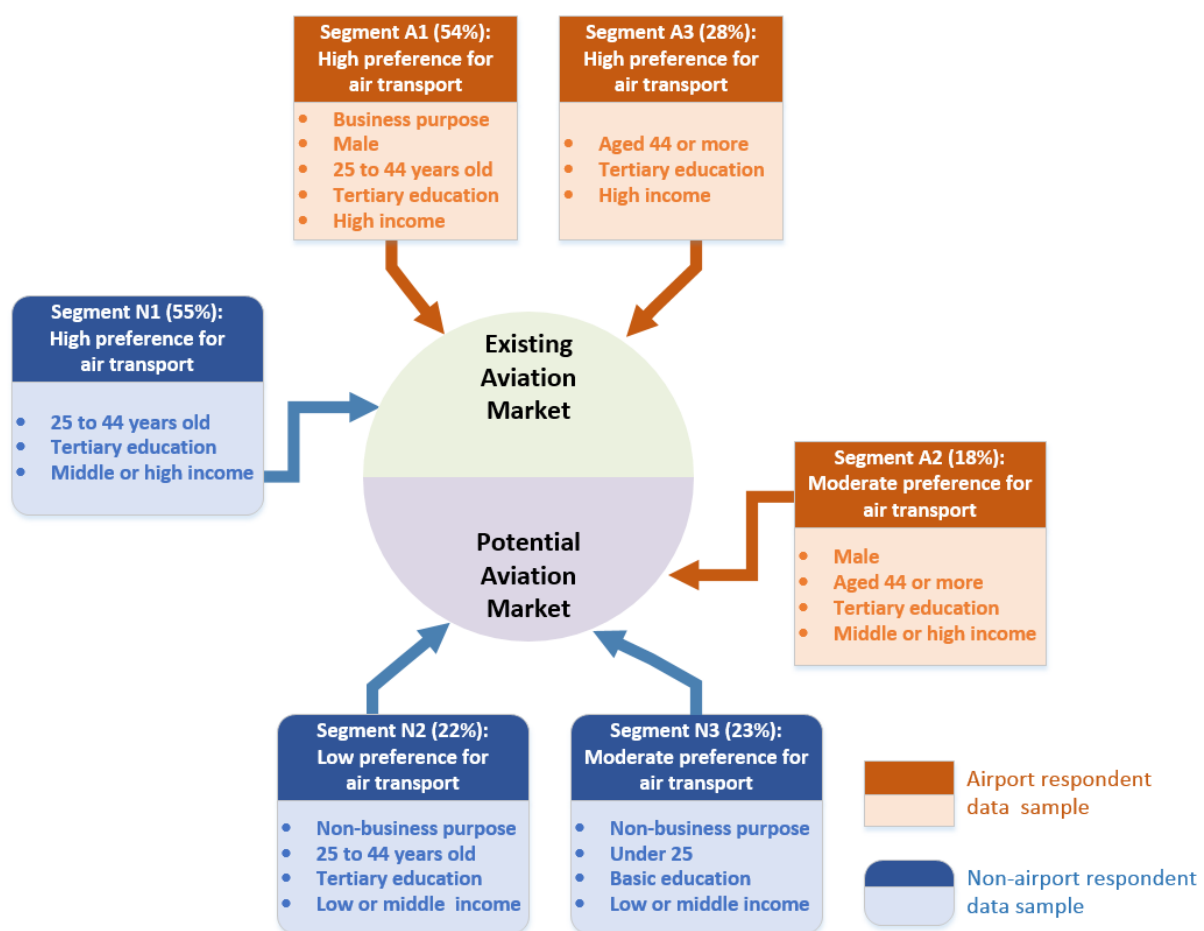 Segment A1 (54%):
High preference for
air transport
• Business purpose
• Male
• 25 to 44 years old
• Tertiary education
• High income
Segment A3 (28%):
High preference for
air transport
• Aged 44 or more
• Tertiary education
• High income
Segment N1 (55%):
High preference for
air transport
• 25 to 44 years old
• Tertiary education
• Middle or high income
Existing
Aviation
Market
Potential
Aviation
Market
Segment A2 (18%):
Moderate preference for
air transport
• Male
• Aged 44 or more
• Tertiary education
• Middle or high income
Segment N2 (22%):
Low preference for
air transport
• Non-business purpose
• 25 to 44 years old
• Tertiary education
• Low or middle income
Segment N3 (23%):
Moderate preference for
air transport
• Non-business purpose
• Under 25
• Basic education
• Low or middle income
Airport respondent
data sample
Non-airport respondent
data sample